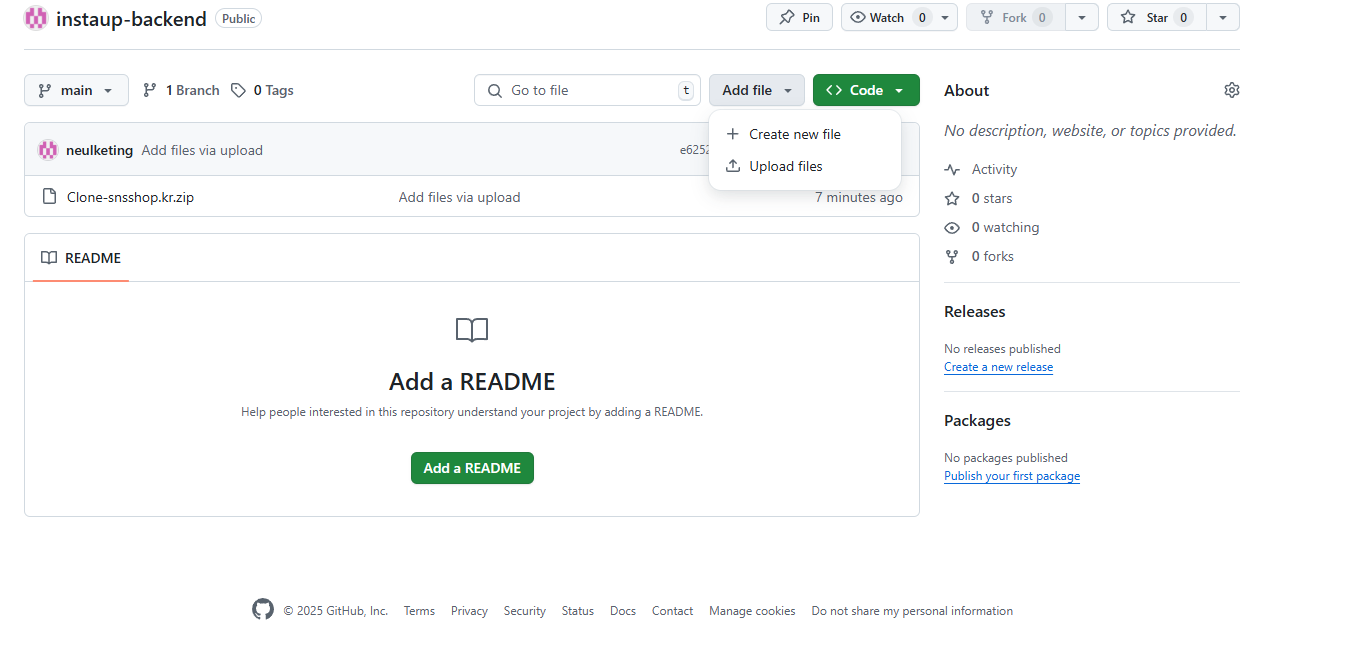 instaup-backend Public Pin Watch 0 Fork 0 Star 0
main 1 Branch 0 Tags Go to file t Add file Code
Create new file
Upload files
neulketing Add files via upload e6252
Clone-snsshop.kr.zip Add files via upload 7 minutes ago
README
Add a README
Help people interested in this repository understand your project by adding a README.
Add a README
About
No description, website, or topics provided.
Activity
0 stars
0 watching
0 forks
Releases
No releases published
Create a new release
Packages
No packages published
Publish your first package
© 2025 GitHub, Inc. Terms Privacy Security Status Docs Contact Manage cookies Do not share my personal information